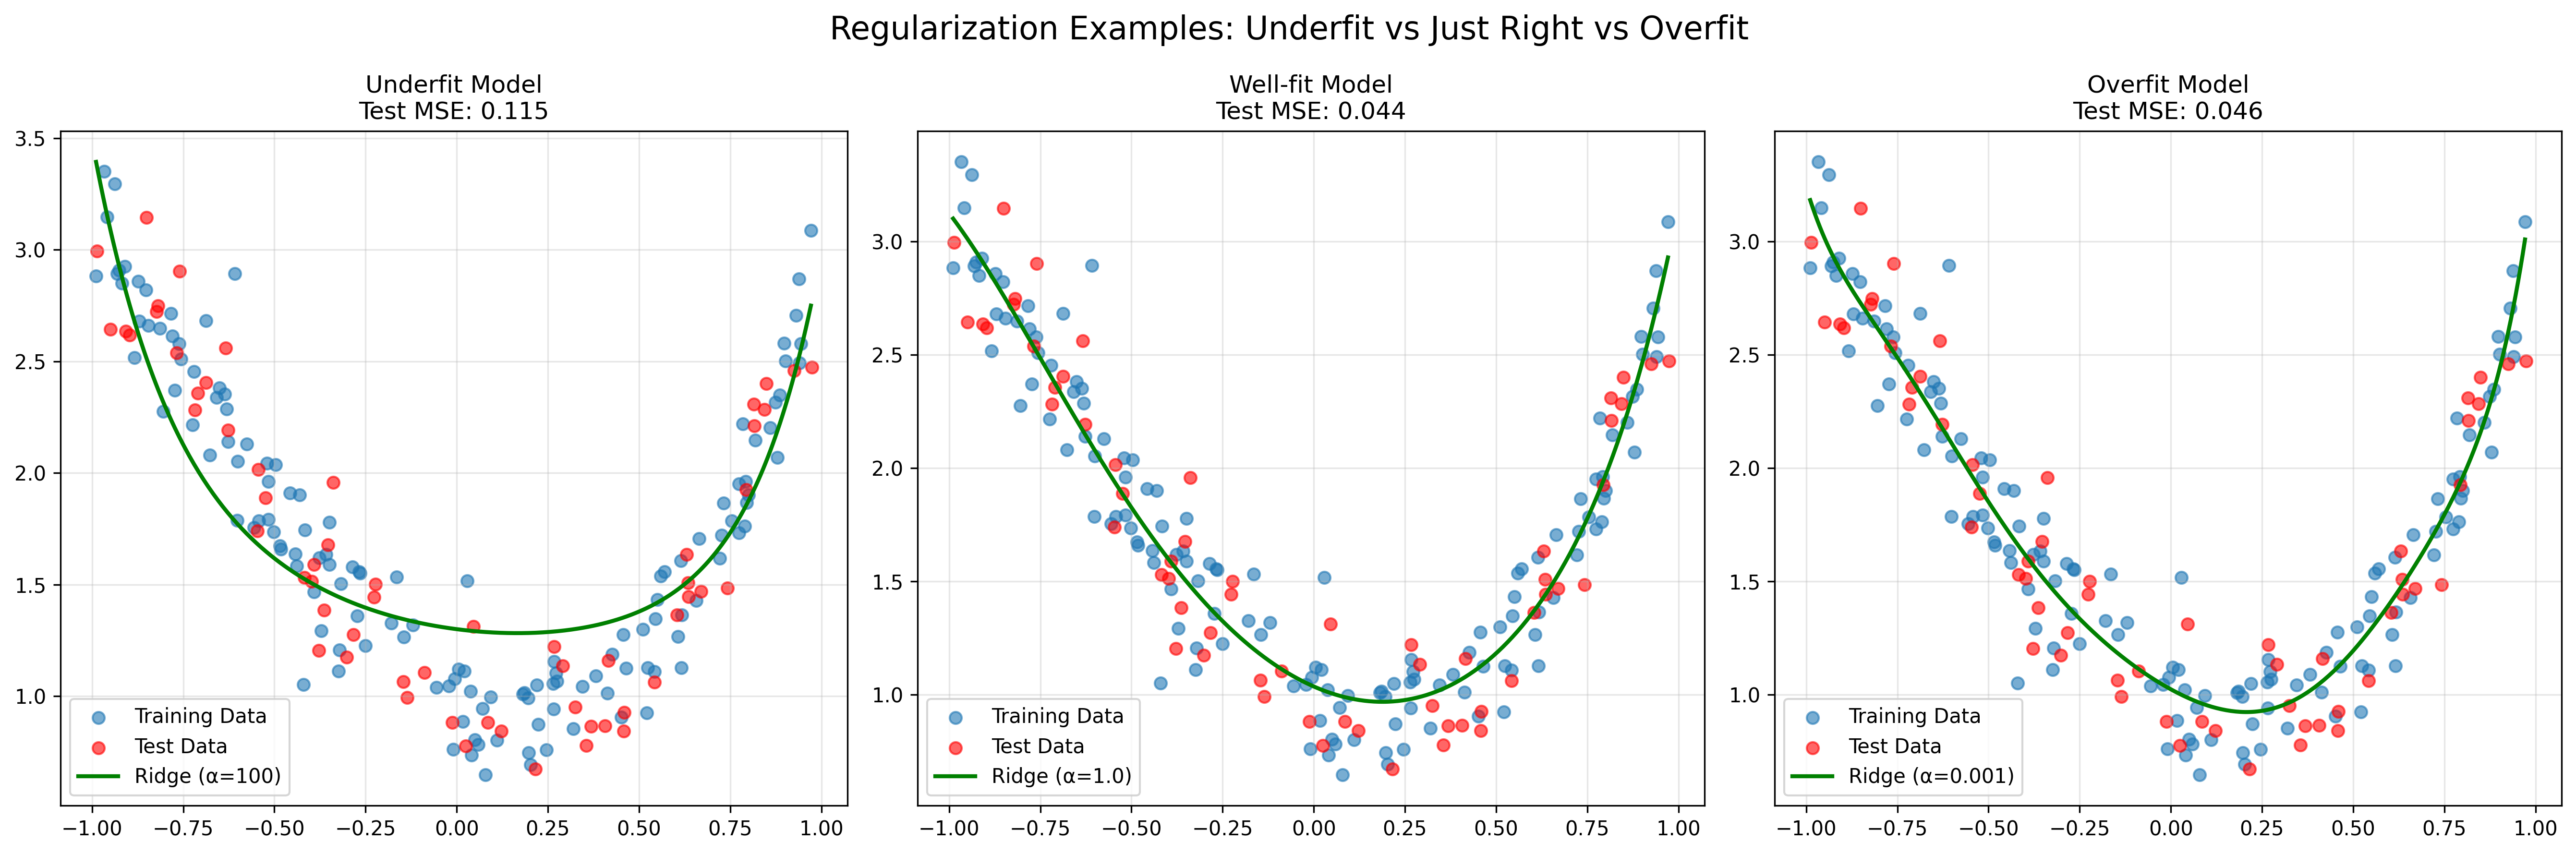 Regularization Examples: Underfit vs Just Right vs Overfit
Underfit Model
Test MSE: 0.115
3.5
3.0
2.5
2.0
1.5
1.0
Training Data
Test Data
Ridge (α=100)
−1.00 −0.75 −0.50 −0.25 0.00 0.25 0.50 0.75 1.00
Well-fit Model
Test MSE: 0.044
3.0
2.5
2.0
1.5
1.0
Training Data
Test Data
Ridge (α=1.0)
−1.00 −0.75 −0.50 −0.25 0.00 0.25 0.50 0.75 1.00
Overfit Model
Test MSE: 0.046
3.0
2.5
2.0
1.5
1.0
Training Data
Test Data
Ridge (α=0.001)
−1.00 −0.75 −0.50 −0.25 0.00 0.25 0.50 0.75 1.00